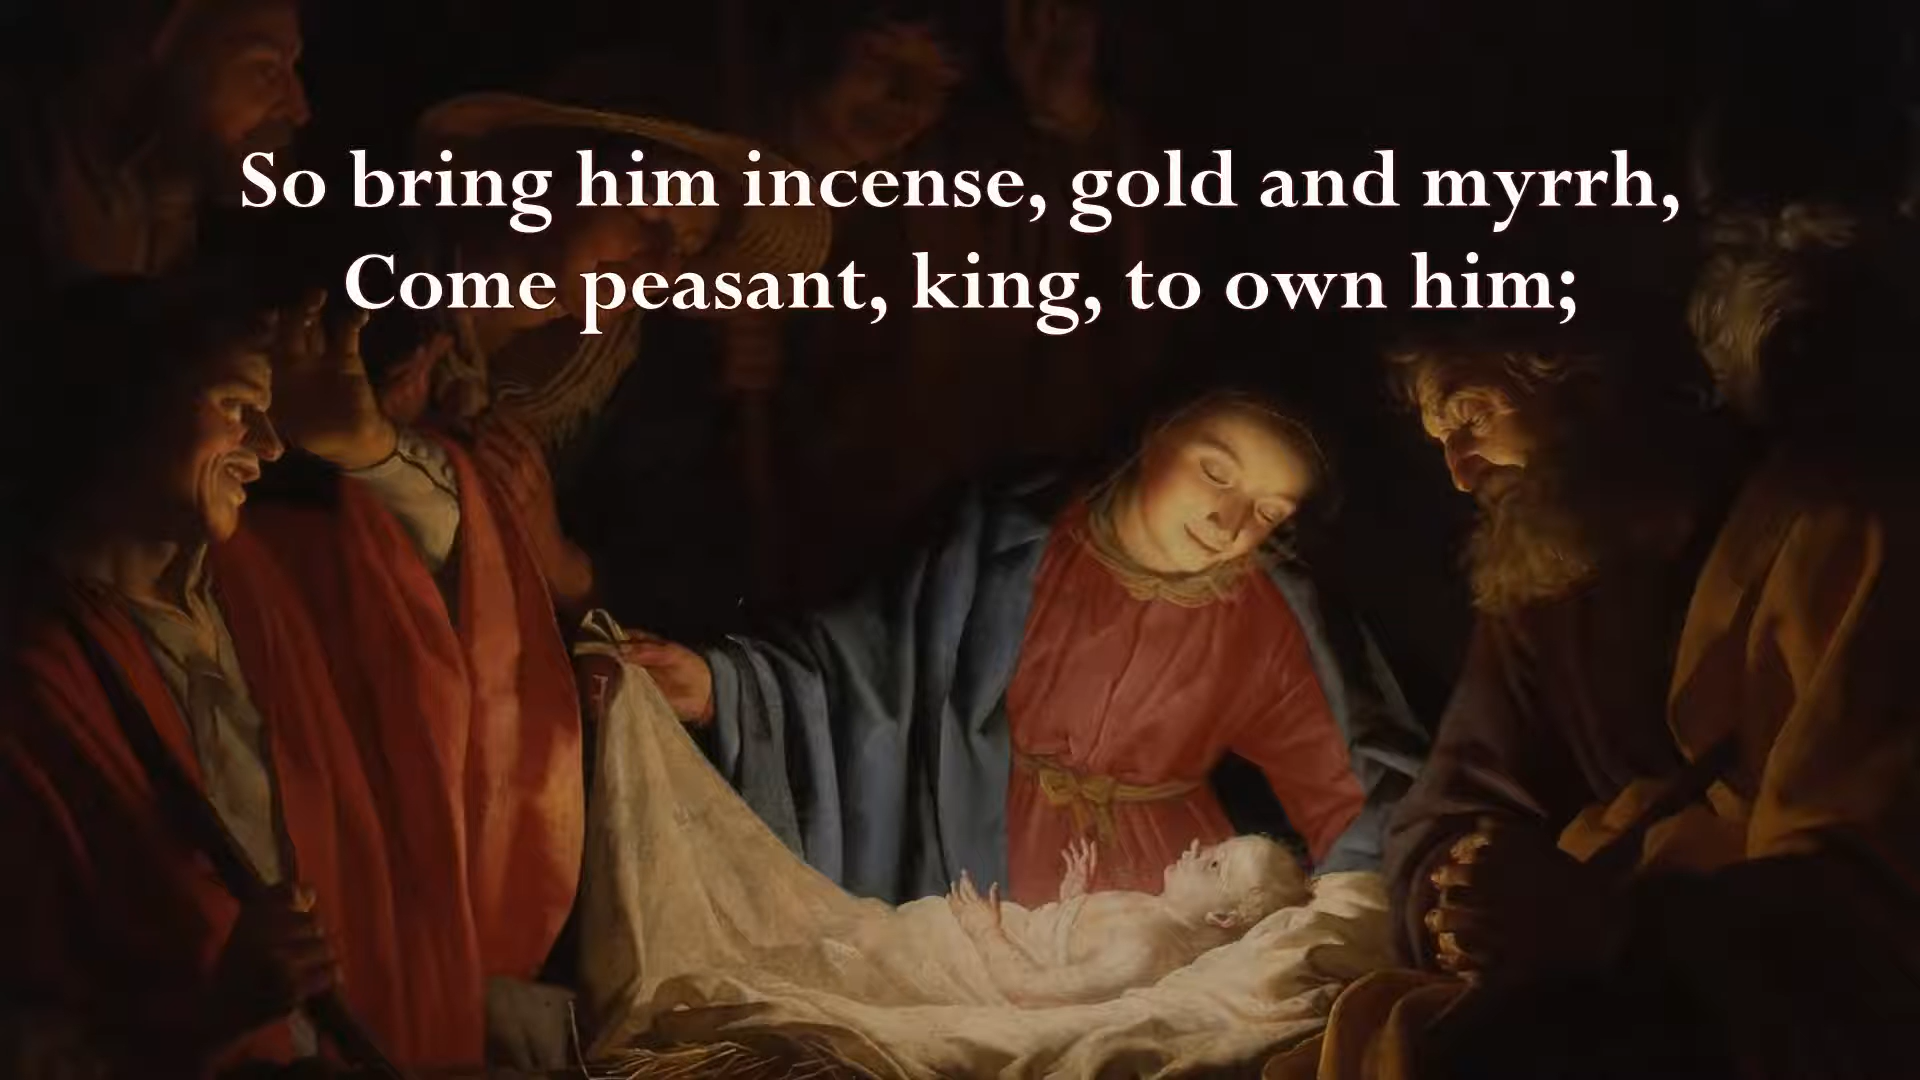 So bring him incense, gold and myrrh,
Come peasant, king, to own him;